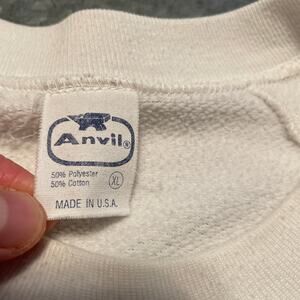 Anvil®
50% Polyester
50% Cotton
XL
MADE IN U.S.A.